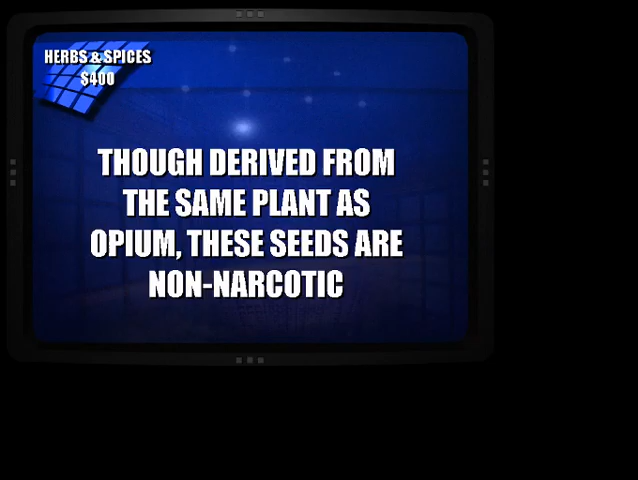 HERBS & SPICES
$400
THOUGH DERIVED FROM
THE SAME PLANT AS
OPIUM, THESE SEEDS ARE
NON-NARCOTIC